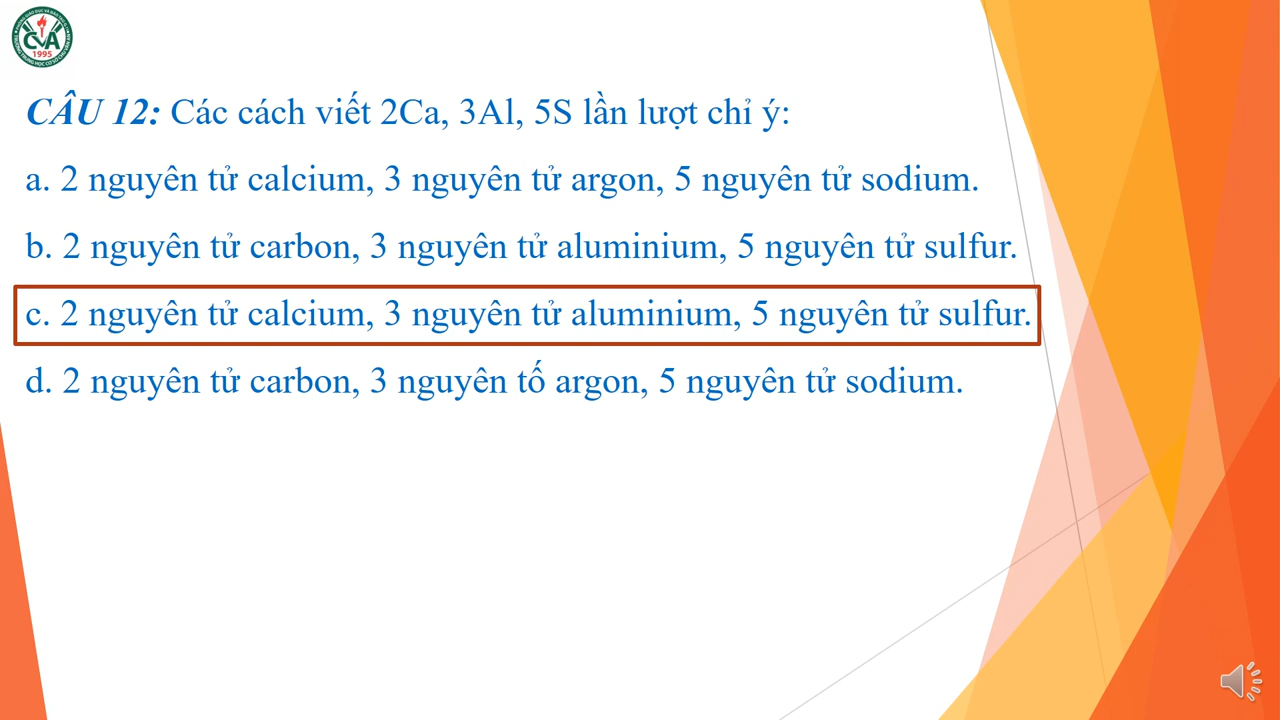 CVA
1995
CÂU 12: Các cách viết 2Ca, 3Al, 5S lần lượt chỉ ý:
a. 2 nguyên tử calcium, 3 nguyên tử argon, 5 nguyên tử sodium.
b. 2 nguyên tử carbon, 3 nguyên tử aluminium, 5 nguyên tử sulfur.
c. 2 nguyên tử calcium, 3 nguyên tử aluminium, 5 nguyên tử sulfur.
d. 2 nguyên tử carbon, 3 nguyên tố argon, 5 nguyên tử sodium.